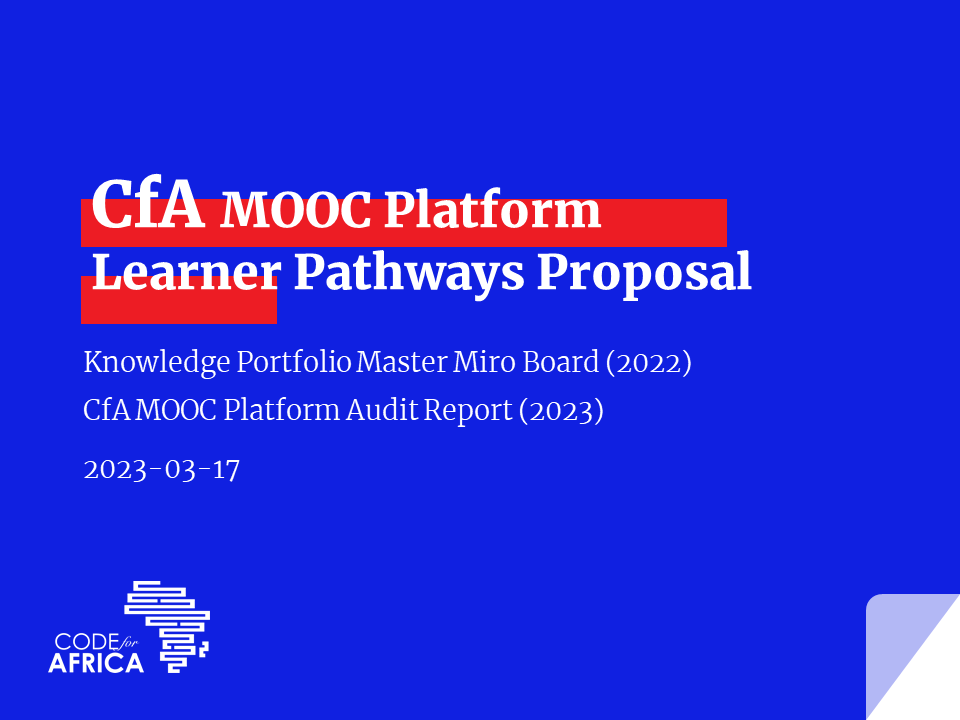 CfA MOOC Platform
Learner Pathways Proposal
Knowledge Portfolio Master Miro Board (2022)
CfA MOOC Platform Audit Report (2023)
2023-03-17
CODE for
AFRICA